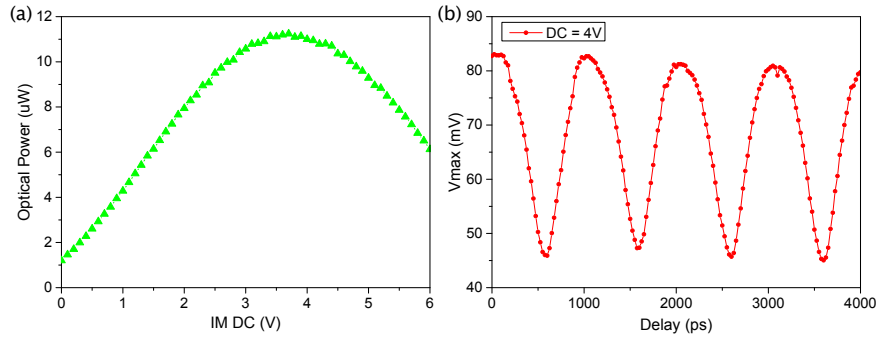 (a)
12
10
8
6
4
2
0
Optical Power (uW)
0 1 2 3 4 5 6
IM DC (V)
(b)
90
80
70
60
50
40
Vmax (mV)
DC = 4V
0 1000 2000 3000 4000
Delay (ps)